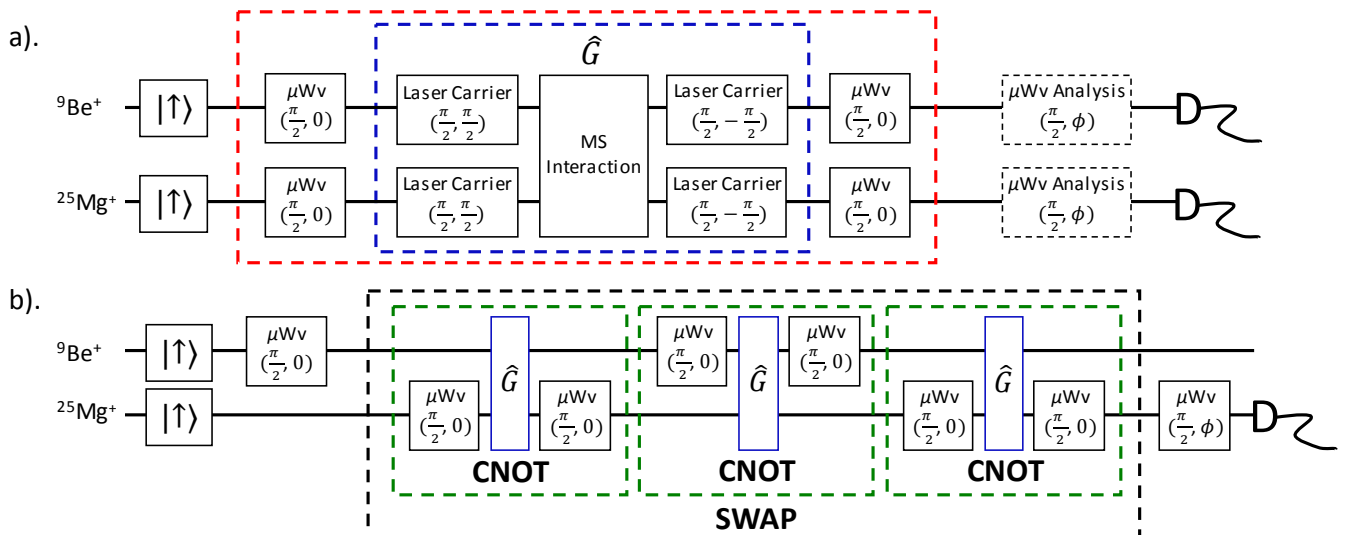 a).
Ĝ
⁹Be⁺
|↑⟩
μWv
(π/2, 0)
Laser Carrier
(π/2, π/2)
MS
Interaction
Laser Carrier
(π/2, −π/2)
μWv
(π/2, 0)
μWv Analysis
(π/2, ϕ)
D
²⁵Mg⁺
|↑⟩
μWv
(π/2, 0)
Laser Carrier
(π/2, π/2)
Laser Carrier
(π/2, −π/2)
μWv
(π/2, 0)
μWv Analysis
(π/2, ϕ)
D
b).
⁹Be⁺
|↑⟩
μWv
(π/2, 0)
Ĝ
μWv
(π/2, 0)
Ĝ
μWv
(π/2, 0)
Ĝ
²⁵Mg⁺
|↑⟩
μWv
(π/2, 0)
μWv
(π/2, 0)
μWv
(π/2, 0)
μWv
(π/2, 0)
μWv
(π/2, ϕ)
D
CNOT
CNOT
CNOT
SWAP